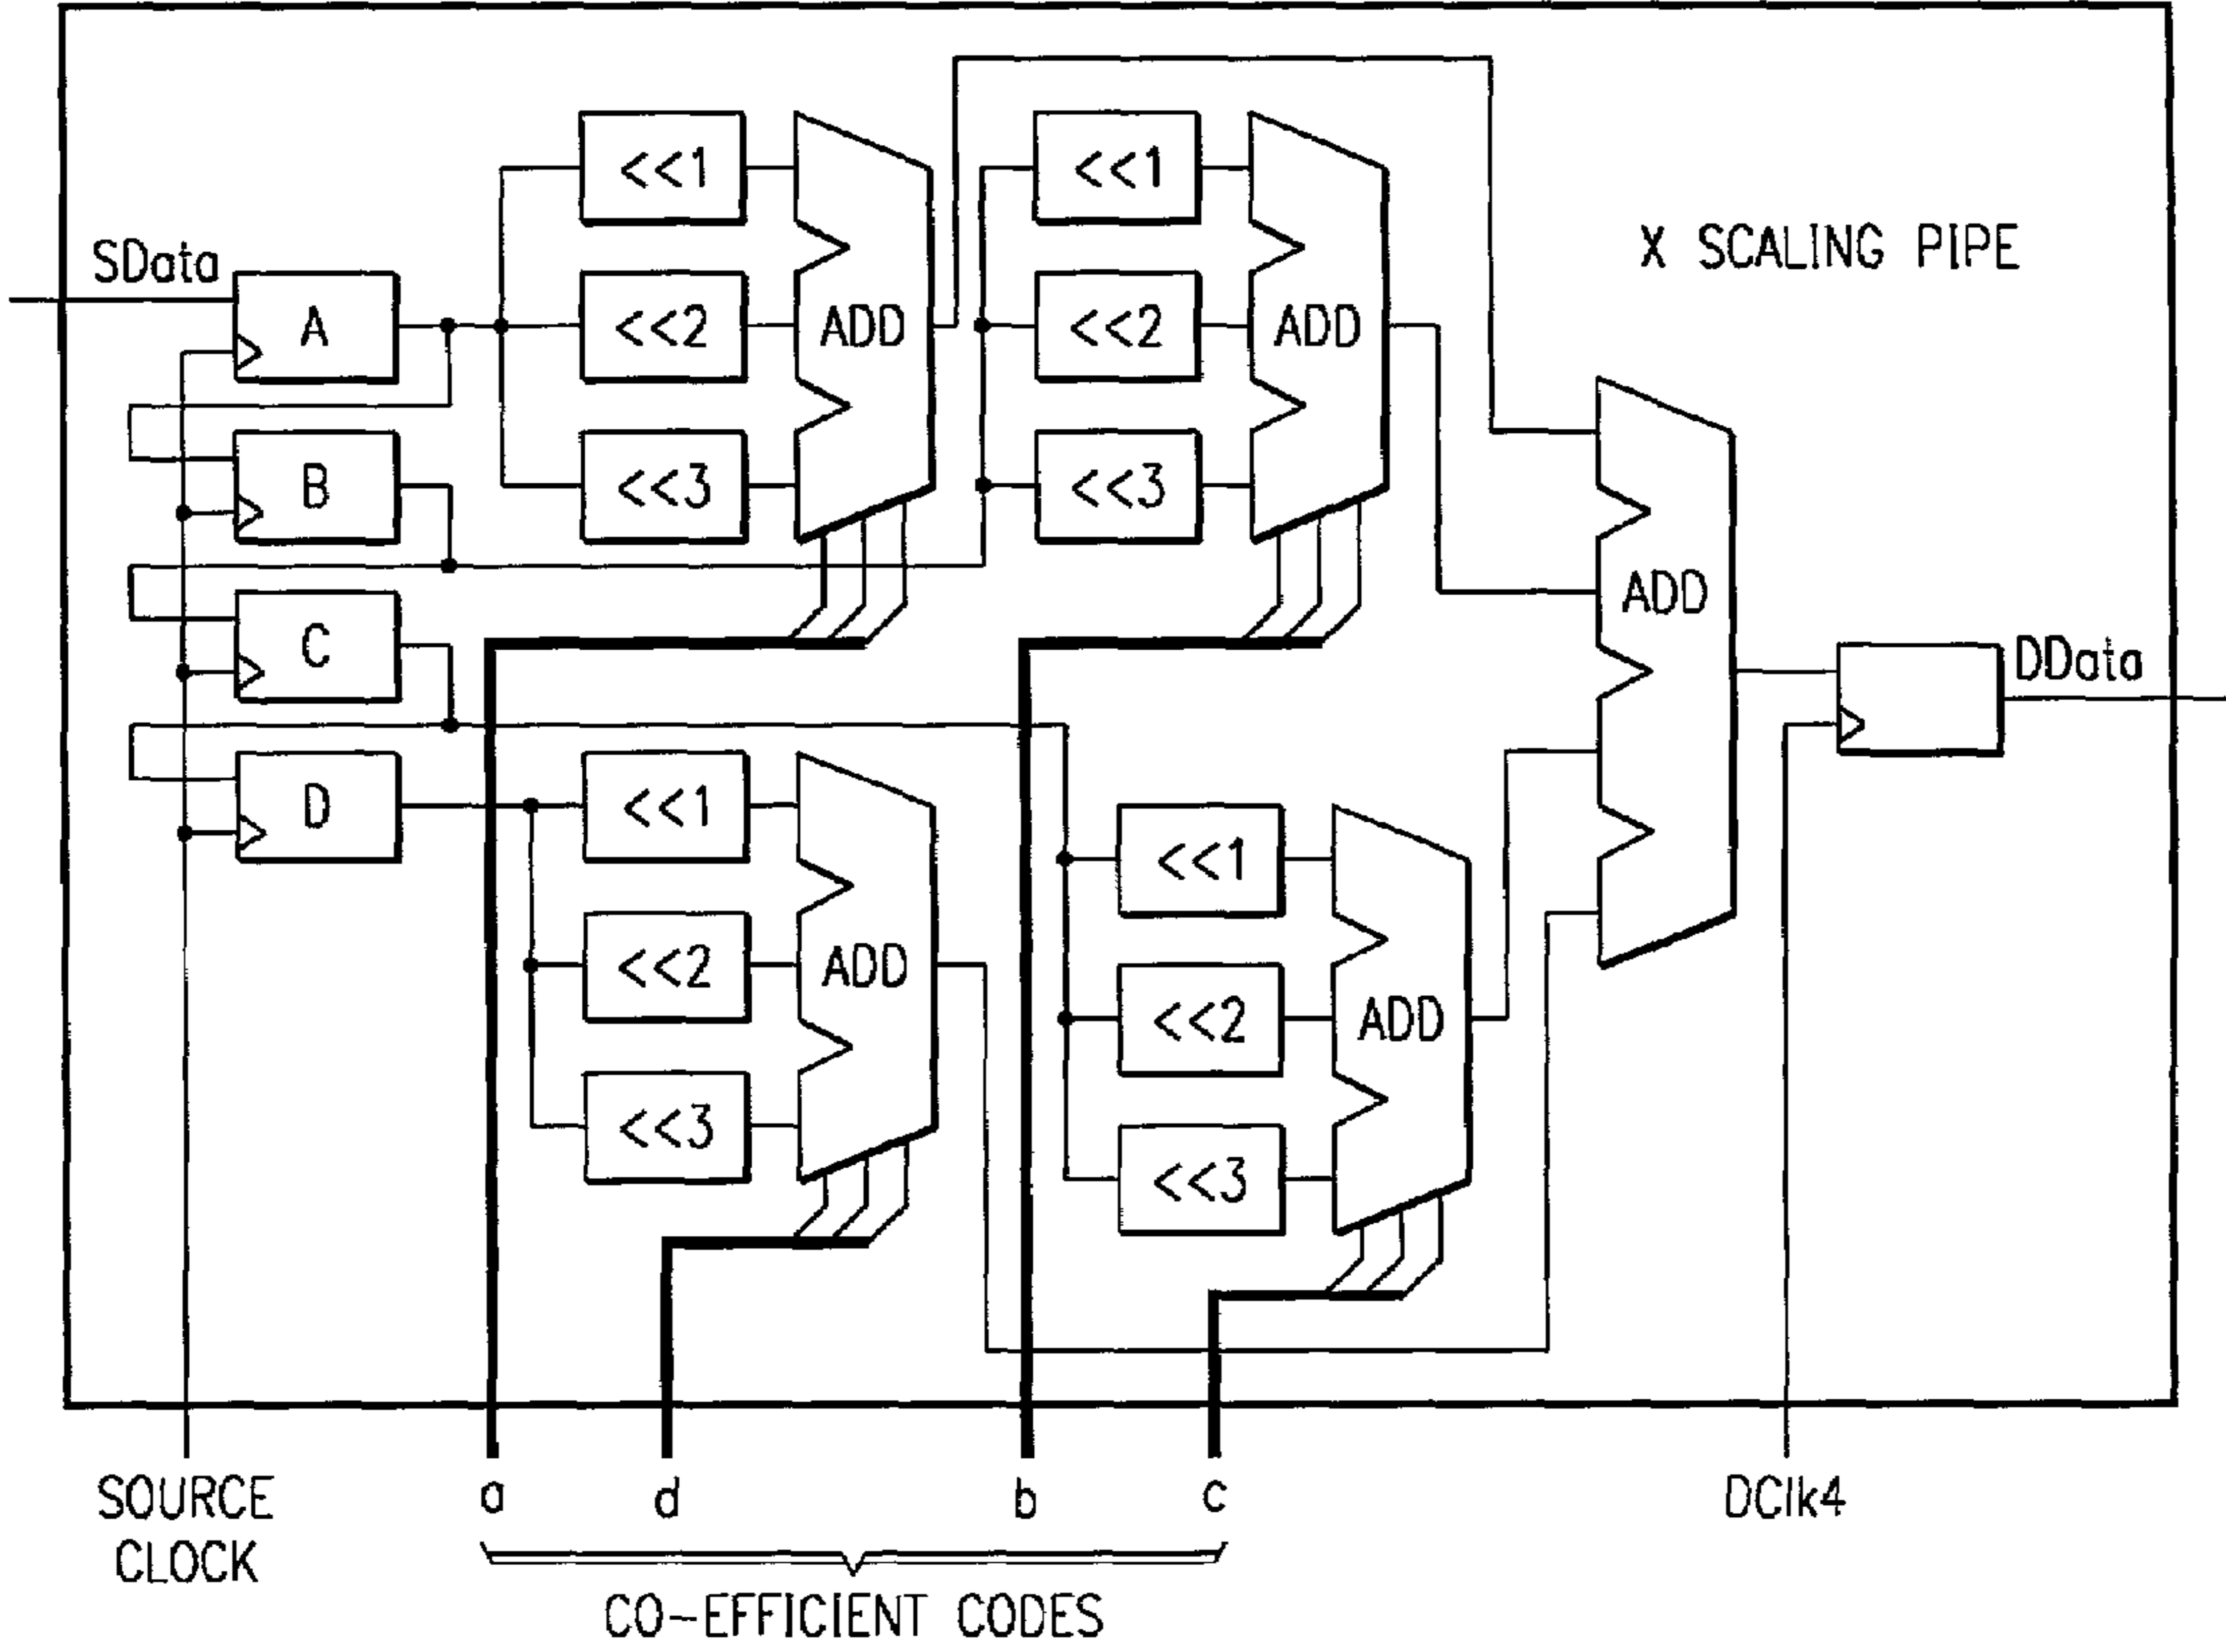 X SCALING PIPE
SData
A
B
C
D
<<1
<<2
<<3
ADD
<<1
<<2
<<3
ADD
<<1
<<2
<<3
ADD
<<1
<<2
<<3
ADD
ADD
DData
SOURCE
CLOCK
a
d
b
c
DClk4
CO-EFFICIENT CODES